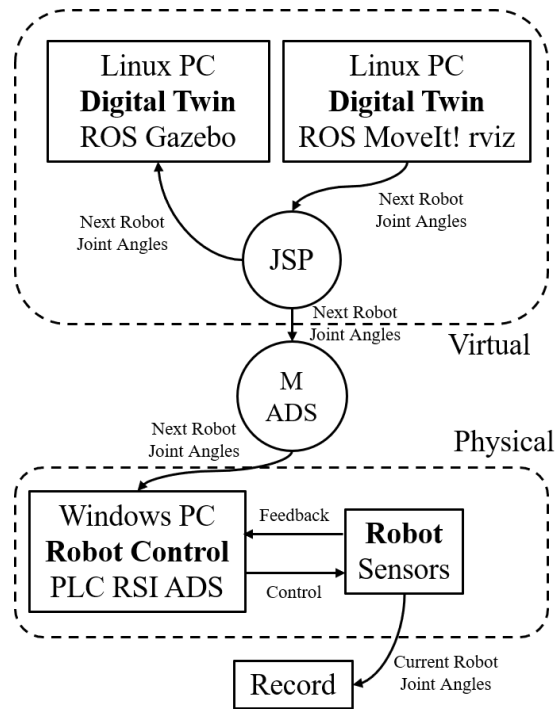 Linux PC
Digital Twin
ROS Gazebo
Linux PC
Digital Twin
ROS MoveIt! rviz
Next Robot
Joint Angles
Next Robot
Joint Angles
JSP
Next Robot
Joint Angles
Virtual
M
ADS
Next Robot
Joint Angles
Physical
Windows PC
Robot Control
PLC RSI ADS
Feedback
Control
Robot
Sensors
Current Robot
Joint Angles
Record